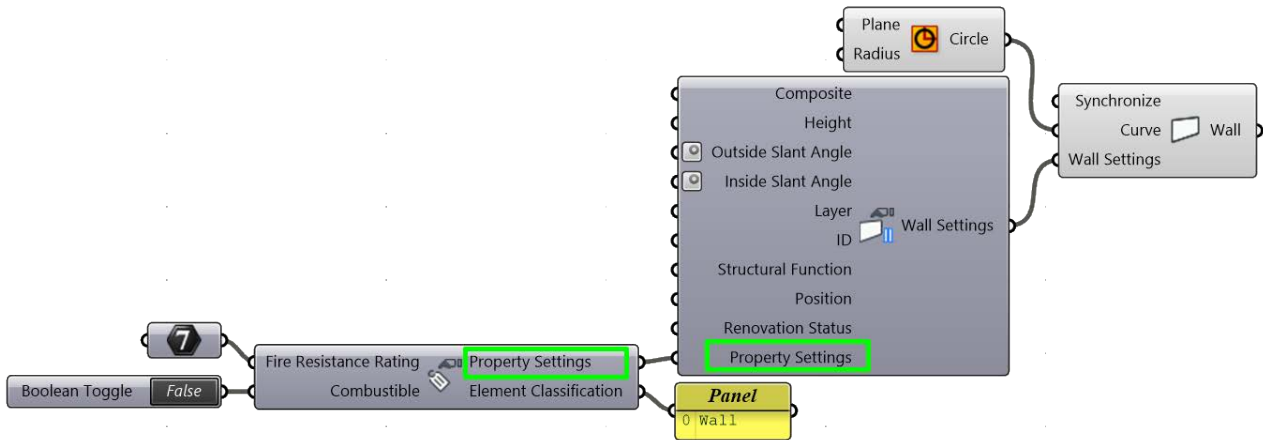 Plane
Radius
Circle
Composite
Height
Outside Slant Angle
Inside Slant Angle
Layer
ID
Structural Function
Position
Renovation Status
Property Settings
Wall Settings
Synchronize
Curve
Wall Settings
Wall
7
Boolean Toggle False
Fire Resistance Rating
Combustible
Property Settings
Element Classification
Panel
0 Wall